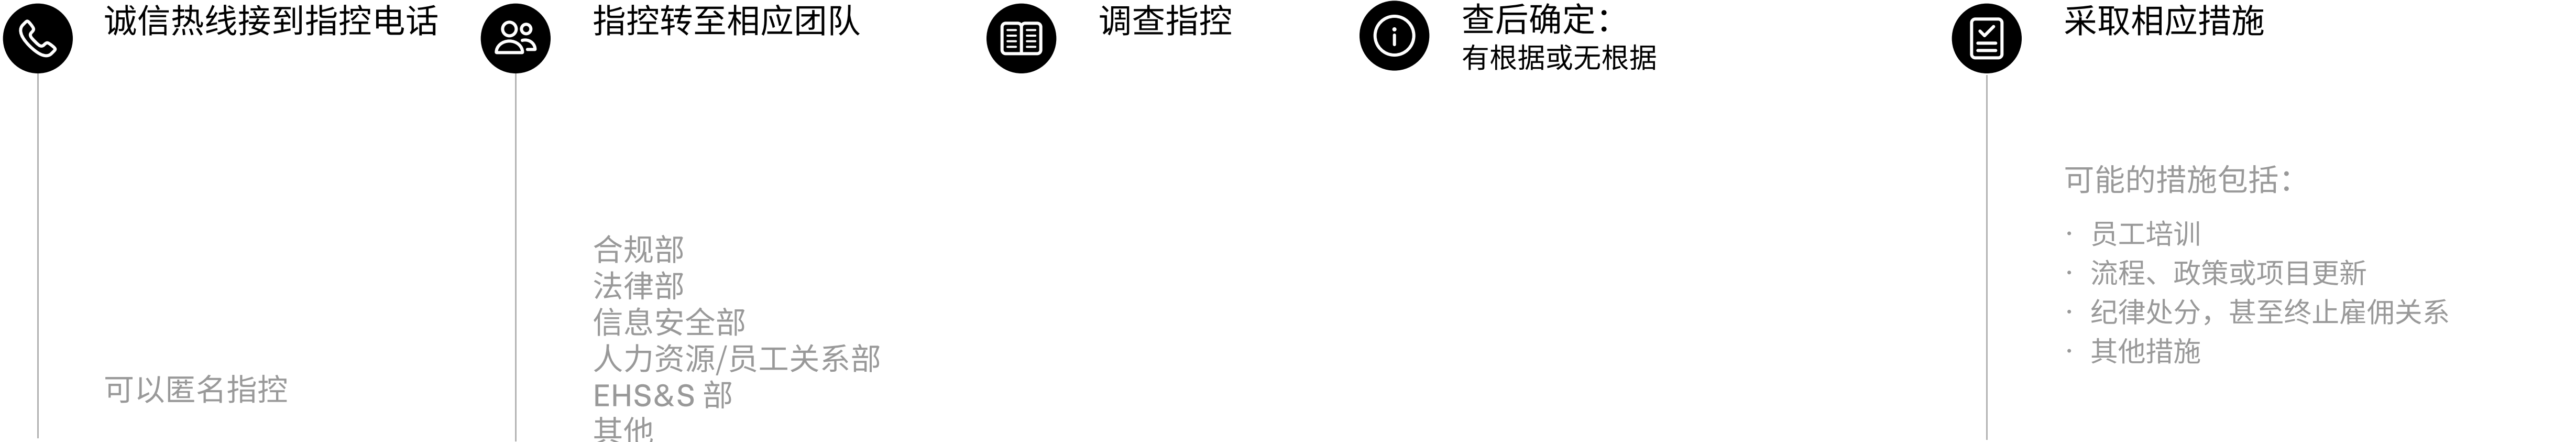 诚信热线接到指控电话
可以匿名指控
指控转至相应团队
合规部
法律部
信息安全部
人力资源/员工关系部
EHS&S 部
其他
调查指控
查后确定：
有根据或无根据
采取相应措施
可能的措施包括：
· 员工培训
· 流程、政策或项目更新
· 纪律处分，甚至终止雇佣关系
· 其他措施